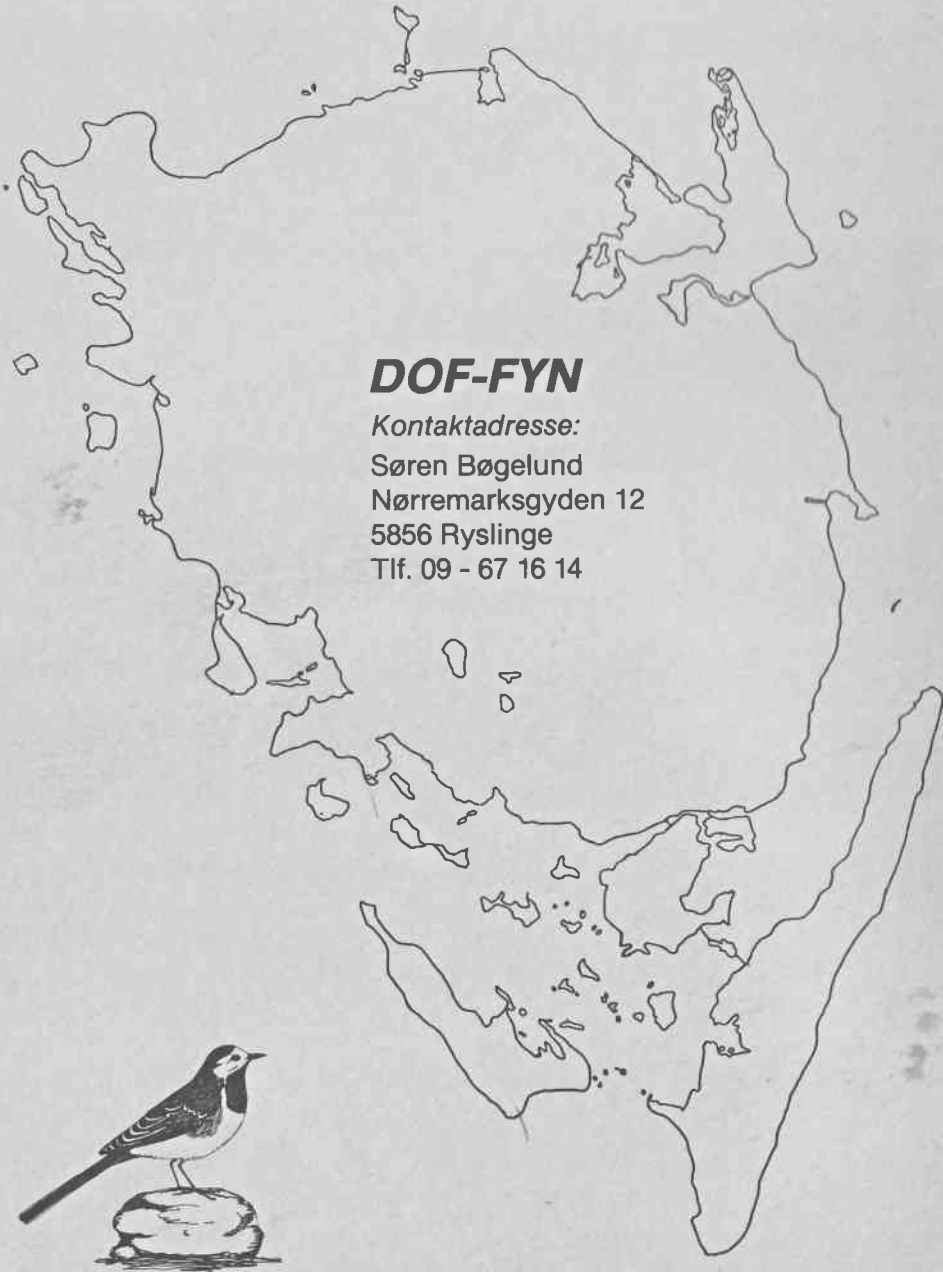 DOF-FYN
Kontaktadresse:
Søren Bøgelund
Nørremarksgyden 12
5856 Ryslinge
Tlf. 09 - 67 16 14